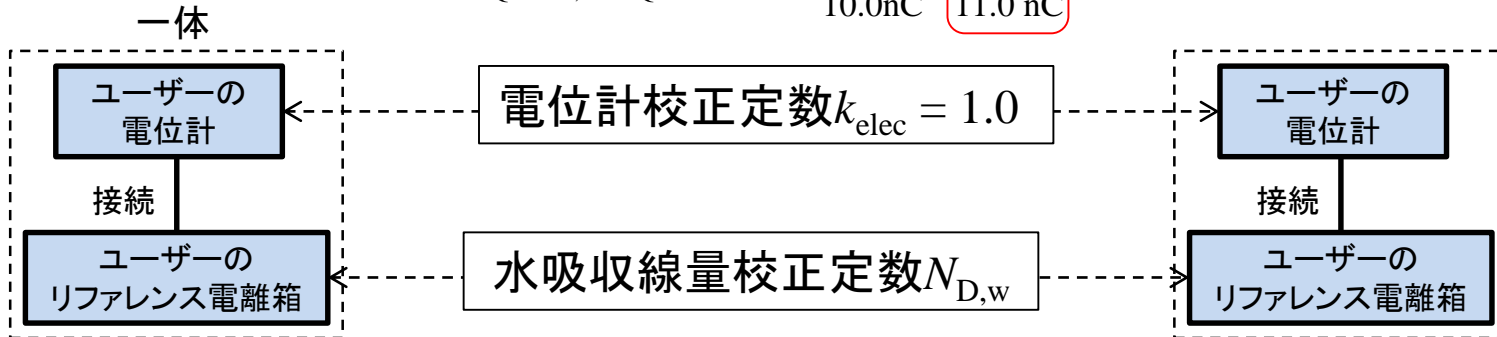 10.0nC 11.0 nC
一体
ユーザーの
電位計
電位計校正定数k_elec = 1.0
ユーザーの
電位計
接続
接続
ユーザーの
リファレンス電離箱
水吸収線量校正定数N_D,w
ユーザーの
リファレンス電離箱